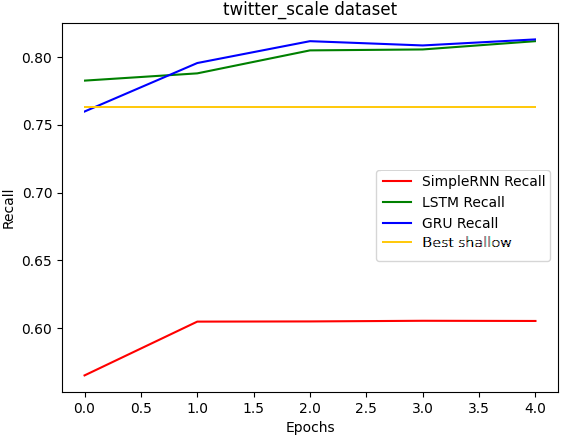 twitter_scale dataset
0.80
0.75
0.70
0.65
0.60
Recall
SimpleRNN Recall
LSTM Recall
GRU Recall
Best shallow
0.0 0.5 1.0 1.5 2.0 2.5 3.0 3.5 4.0
Epochs